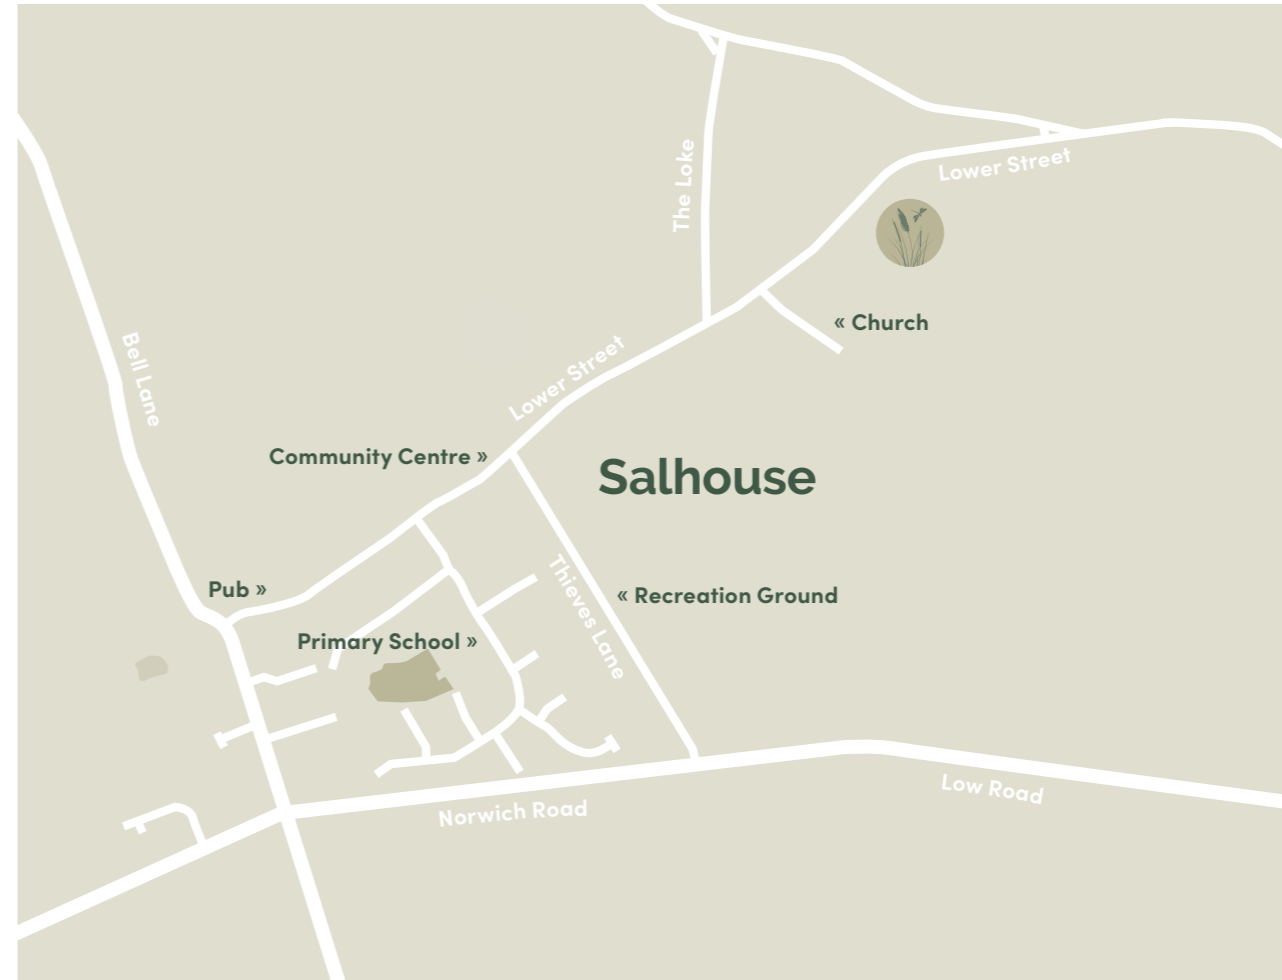 The Loke
Lower Street
« Church
Bell Lane
Lower Street
Community Centre »
Salhouse
Pub »
Thieves Lane
« Recreation Ground
Primary School »
Low Road
Norwich Road